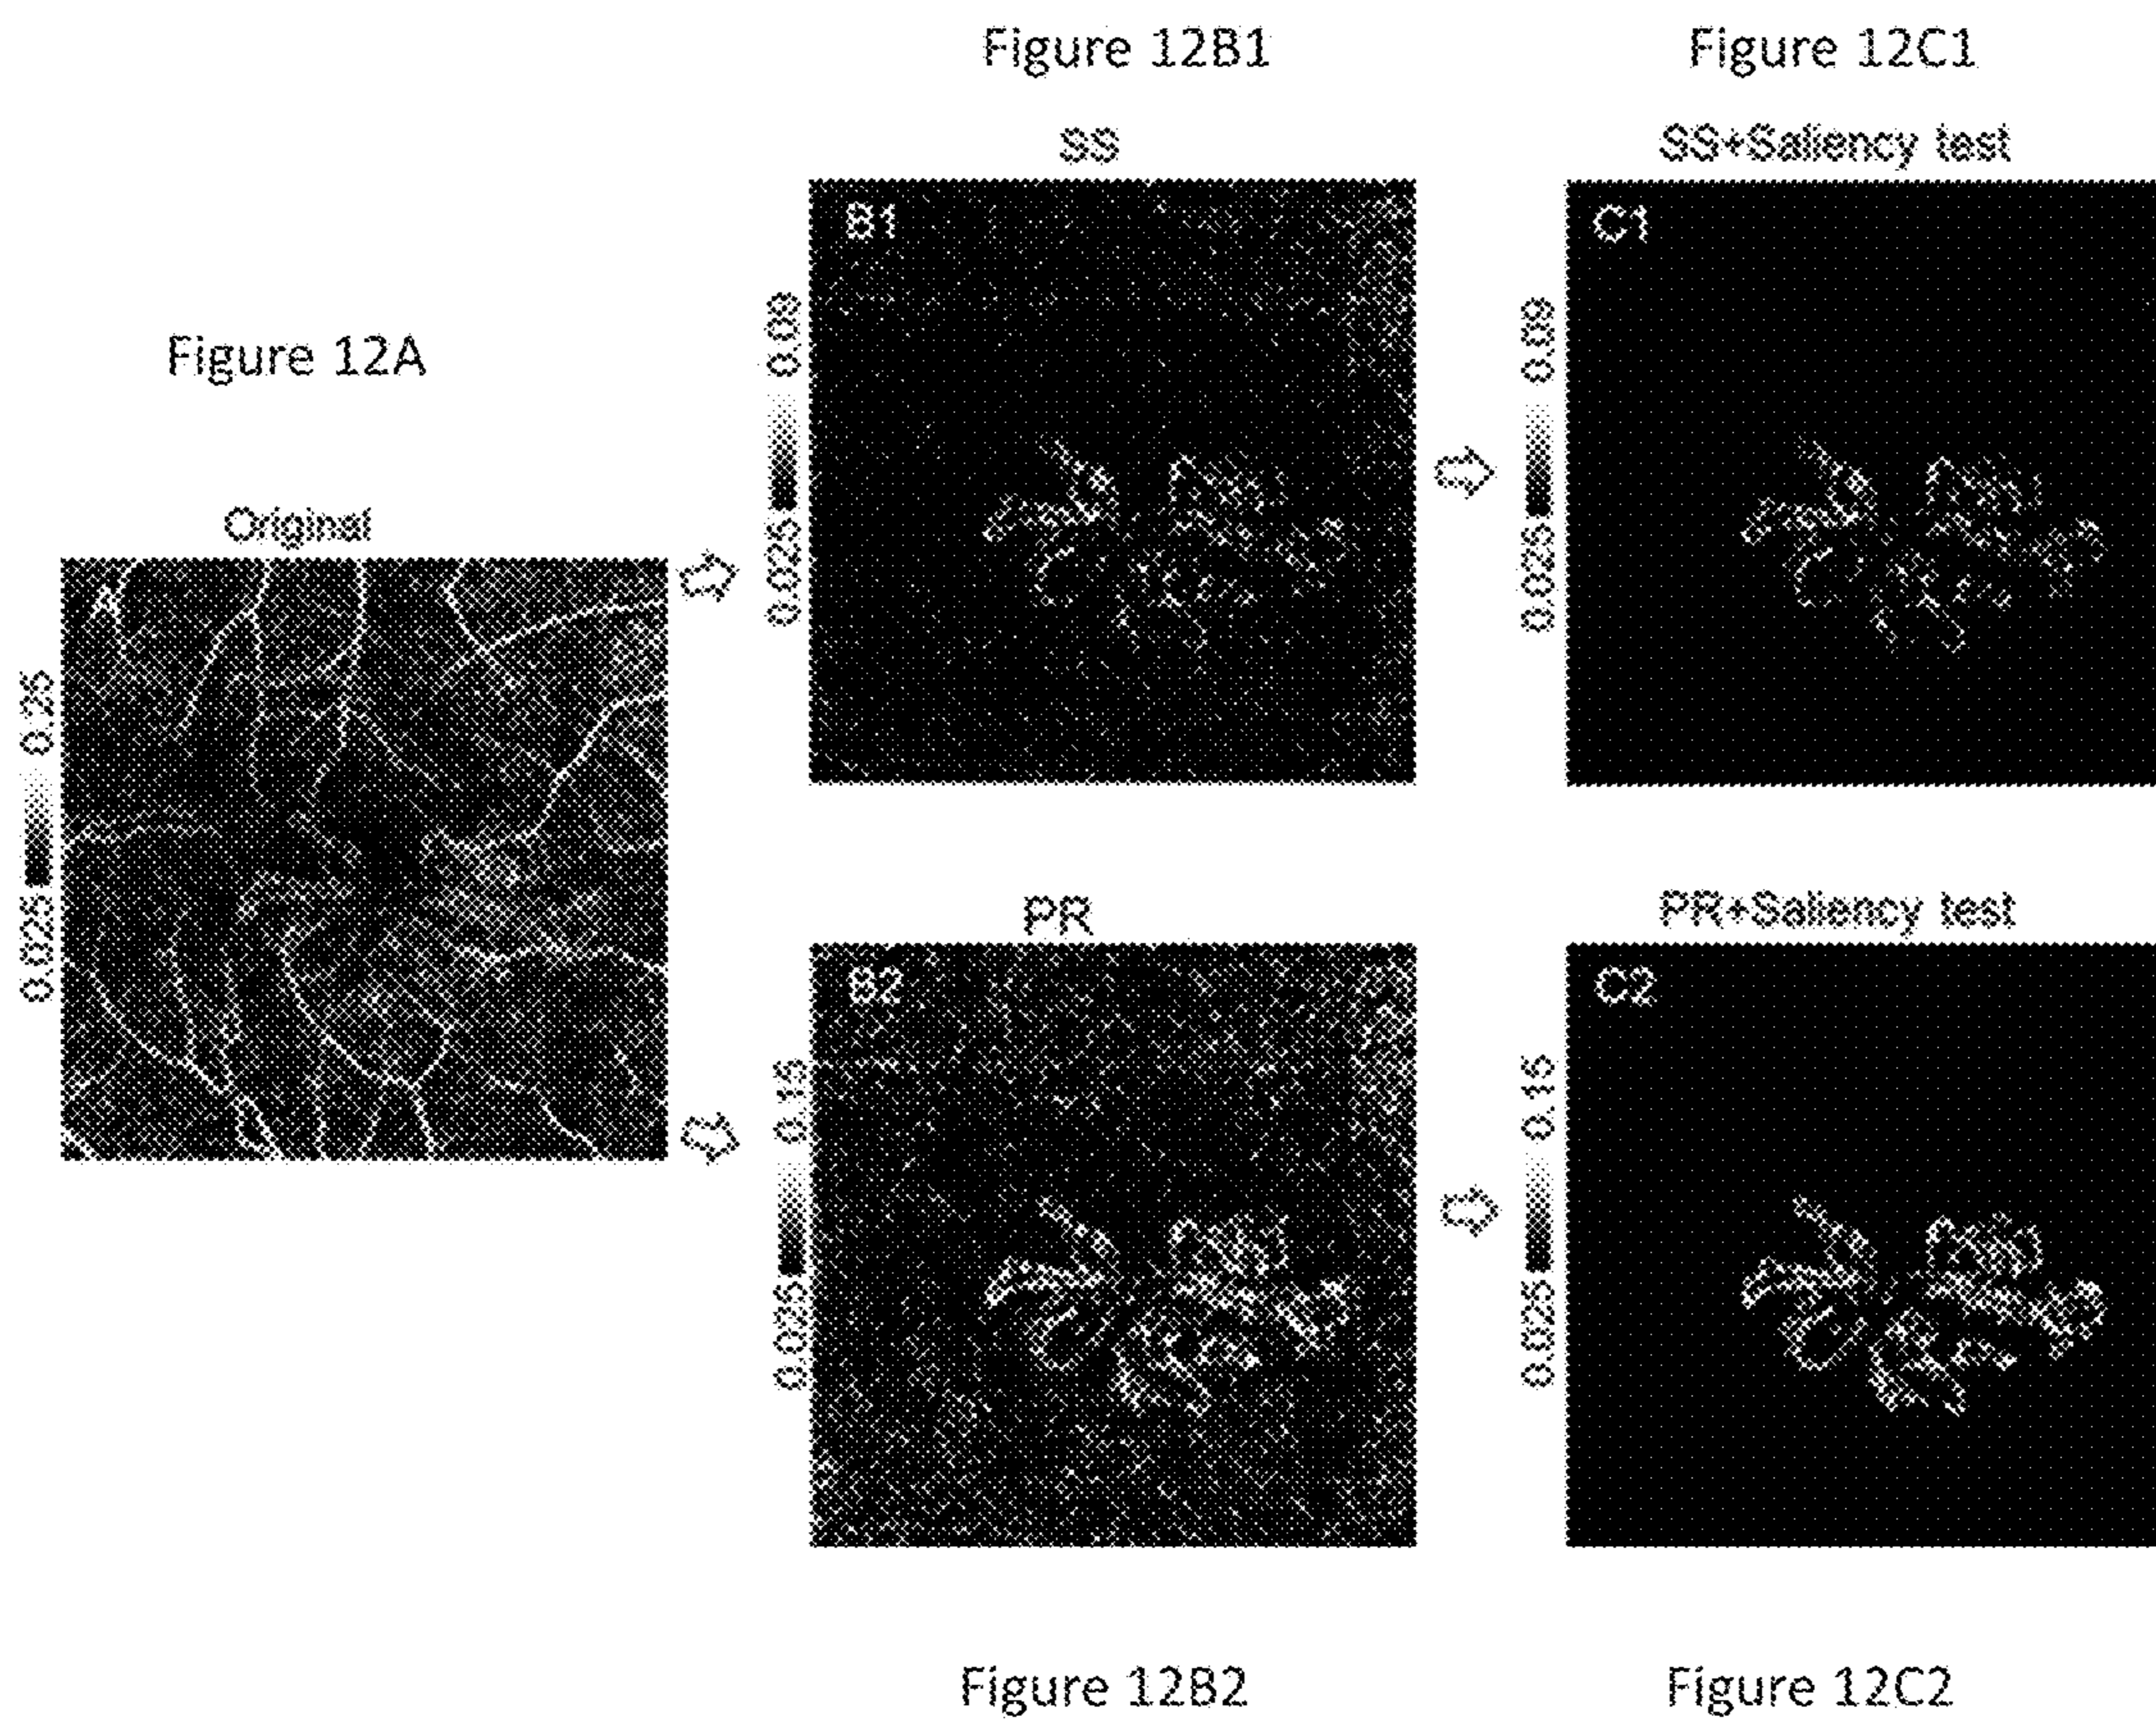 Figure 12B1
Figure 12C1
SS
SS+Saliency test
B1
C1
0.025 0.09
0.025 0.09
Figure 12A
Original
A
0.025 0.25
PR
PR+Saliency test
B2
C2
0.025 0.15
0.025 0.15
Figure 12B2
Figure 12C2